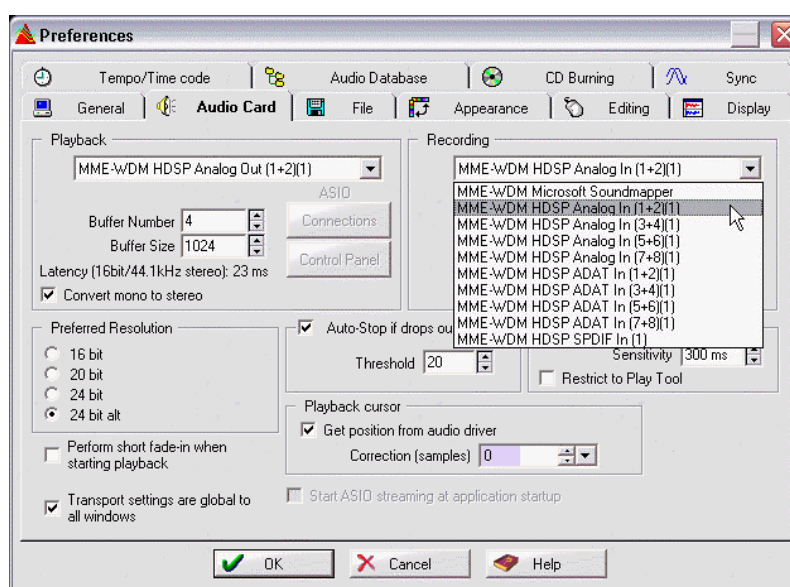 Preferences
Tempo/Time code
Audio Database
CD Burning
Sync
General
Audio Card
File
Appearance
Editing
Display
Playback
MME-WDM HDSP Analog Out (1+2)(1)
ASIO
Buffer Number 4
Connections
Buffer Size 1024
Control Panel
Latency (16bit/44.1kHz stereo): 23 ms
Convert mono to stereo
Recording
MME-WDM HDSP Analog In (1+2)(1)
MME-WDM Microsoft Soundmapper
MME-WDM HDSP Analog In (1+2)(1)
MME-WDM HDSP Analog In (3+4)(1)
MME-WDM HDSP Analog In (5+6)(1)
MME-WDM HDSP Analog In (7+8)(1)
MME-WDM HDSP ADAT In (1+2)(1)
MME-WDM HDSP ADAT In (3+4)(1)
MME-WDM HDSP ADAT In (5+6)(1)
MME-WDM HDSP ADAT In (7+8)(1)
MME-WDM HDSP SPDIF In (1)
Preferred Resolution
16 bit
20 bit
24 bit
24 bit alt
Auto-Stop if drops ou
Threshold 20
Sensitivity 300 ms
Restrict to Play Tool
Playback cursor
Get position from audio driver
Correction (samples) 0
Perform short fade-in when
starting playback
Transport settings are global to
all windows
Start ASIO streaming at application startup
OK
Cancel
Help